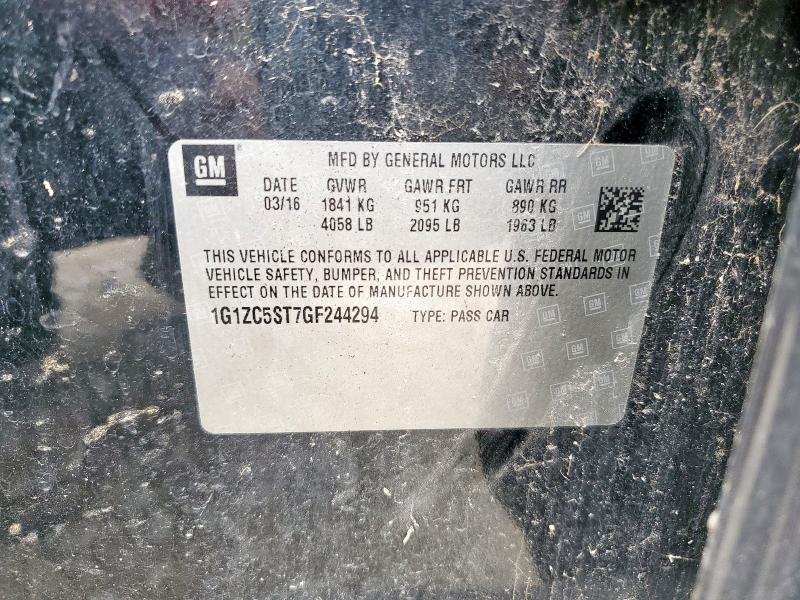 GM
MFD BY GENERAL MOTORS LLC
DATE GVWR GAWR FRT GAWR RR
03/16 1841 KG 951 KG 890 KG
4058 LB 2095 LB 1963 LB
THIS VEHICLE CONFORMS TO ALL APPLICABLE U.S. FEDERAL MOTOR
VEHICLE SAFETY, BUMPER, AND THEFT PREVENTION STANDARDS IN
EFFECT ON THE DATE OF MANUFACTURE SHOWN ABOVE.
1G1ZC5ST7GF244294 TYPE: PASS CAR